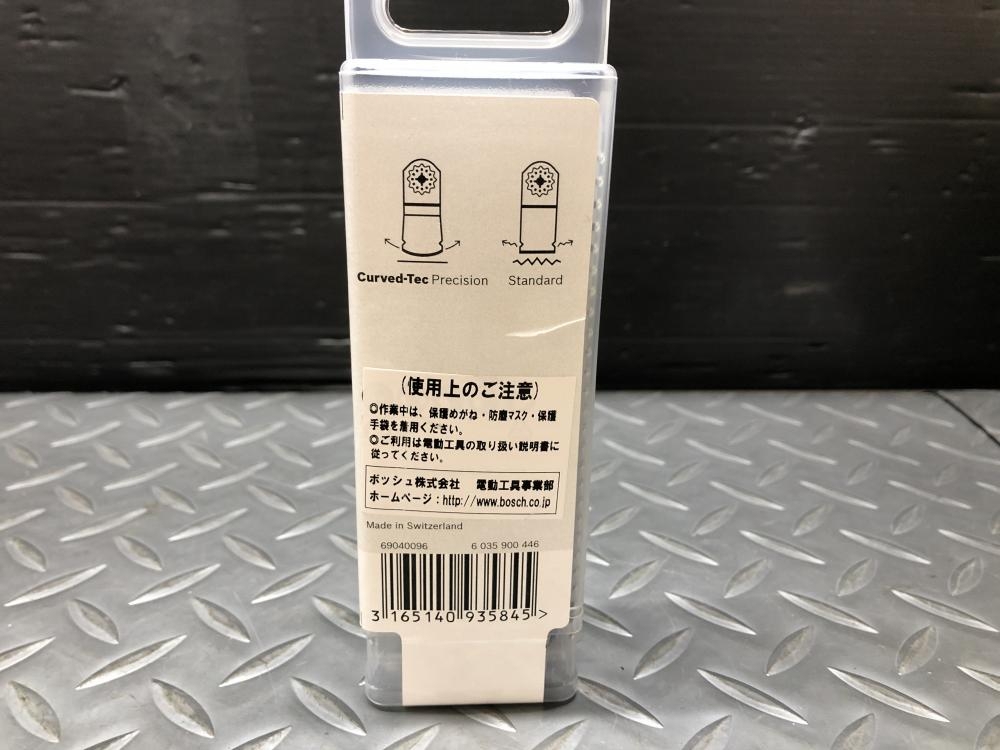 Curved-Tec Precision Standard
(使用上のご注意)
◎作業中は、保護めがね・防塵マスク・保護
手袋を着用ください。
◎ご利用は電動工具の取り扱い説明書に
従ってください。
ボッシュ株式会社 電動工具事業部
ホームページ:http://www.bosch.co.jp
Made in Switzerland
69040096 6 035 900 446
3 165140 935845 >